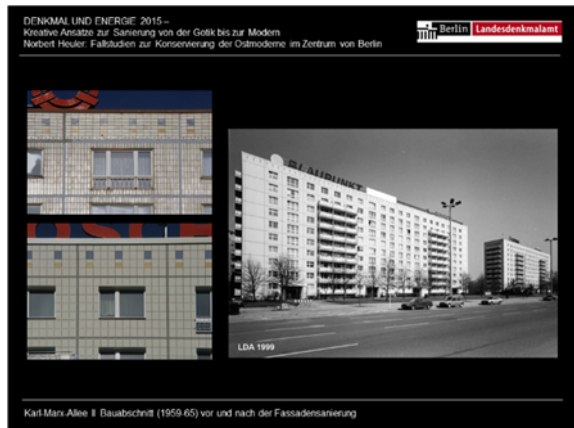 DENKMAL UND ENERGIE 2015 –
Kreative Ansätze zur Sanierung von der Gotik bis zur Modern
Norbert Heuler: Fallstudien zur Konservierung der Ostmoderne im Zentrum von Berlin
Berlin Landesdenkmalamt
BLAUPUNKT
OSCH
LDA 1999
Karl-Marx-Allee II Bauabschnitt (1959-65) vor und nach der Fassadensanierung